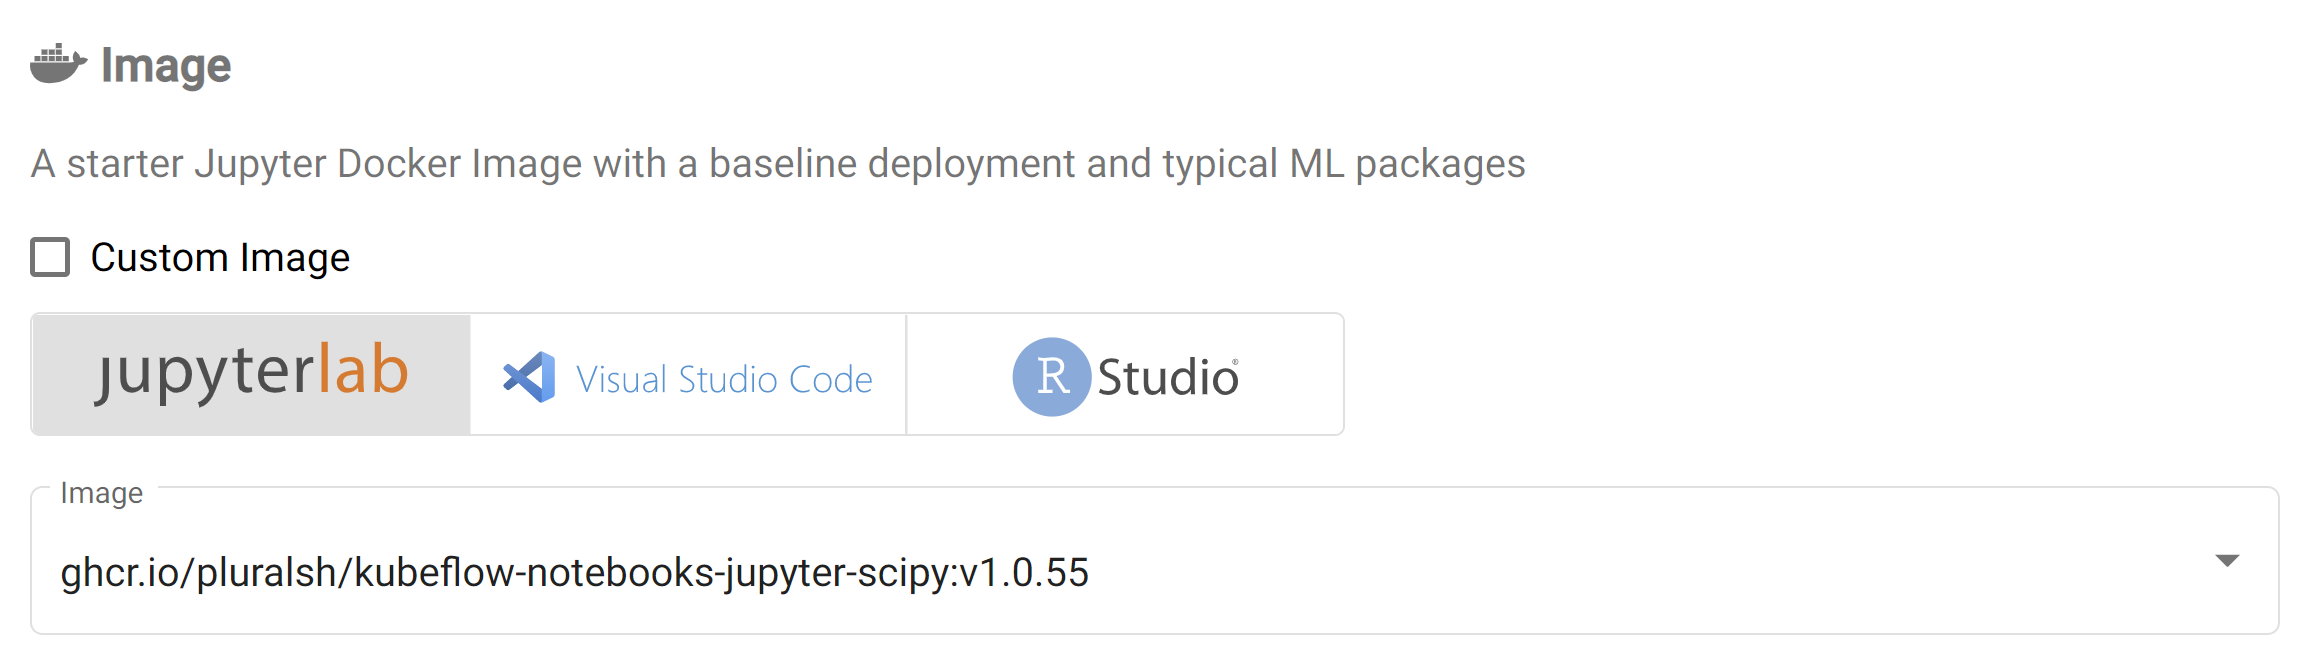 Image
A starter Jupyter Docker Image with a baseline deployment and typical ML packages
Custom Image
jupyterlab
Visual Studio Code
R Studio®
Image
ghcr.io/pluralsh/kubeflow-notebooks-jupyter-scipy:v1.0.55